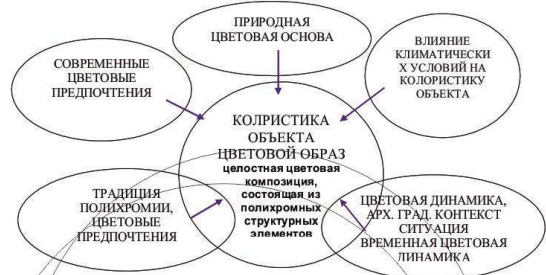 ПРИРОДНАЯ
ЦВЕТОВАЯ ОСНОВА
СОВРЕМЕННЫЕ
ЦВЕТОВЫЕ
ПРЕДПОЧТЕНИЯ
ВЛИЯНИЕ
КЛИМАТИЧЕСКИ
Х УСЛОВИЙ НА
КОЛОРИСТИКУ
ОБЪЕКТА
КОЛРИСТИКА
ОБЪЕКТА
ЦВЕТОВОЙ ОБРАЗ
целостная цветовая
композиция,
состоящая из
полихромных
структурных
элементов
ТРАДИЦИЯ
ПОЛИХРОМИИ,
ЦВЕТОВЫЕ
ПРЕДПОЧТЕНИЯ
ЦВЕТОВАЯ ДИНАМИКА,
АРХ. ГРАД. КОНТЕКСТ
СИТУАЦИЯ
ВРЕМЕННАЯ ЦВЕТОВАЯ
ДИНАМИКА